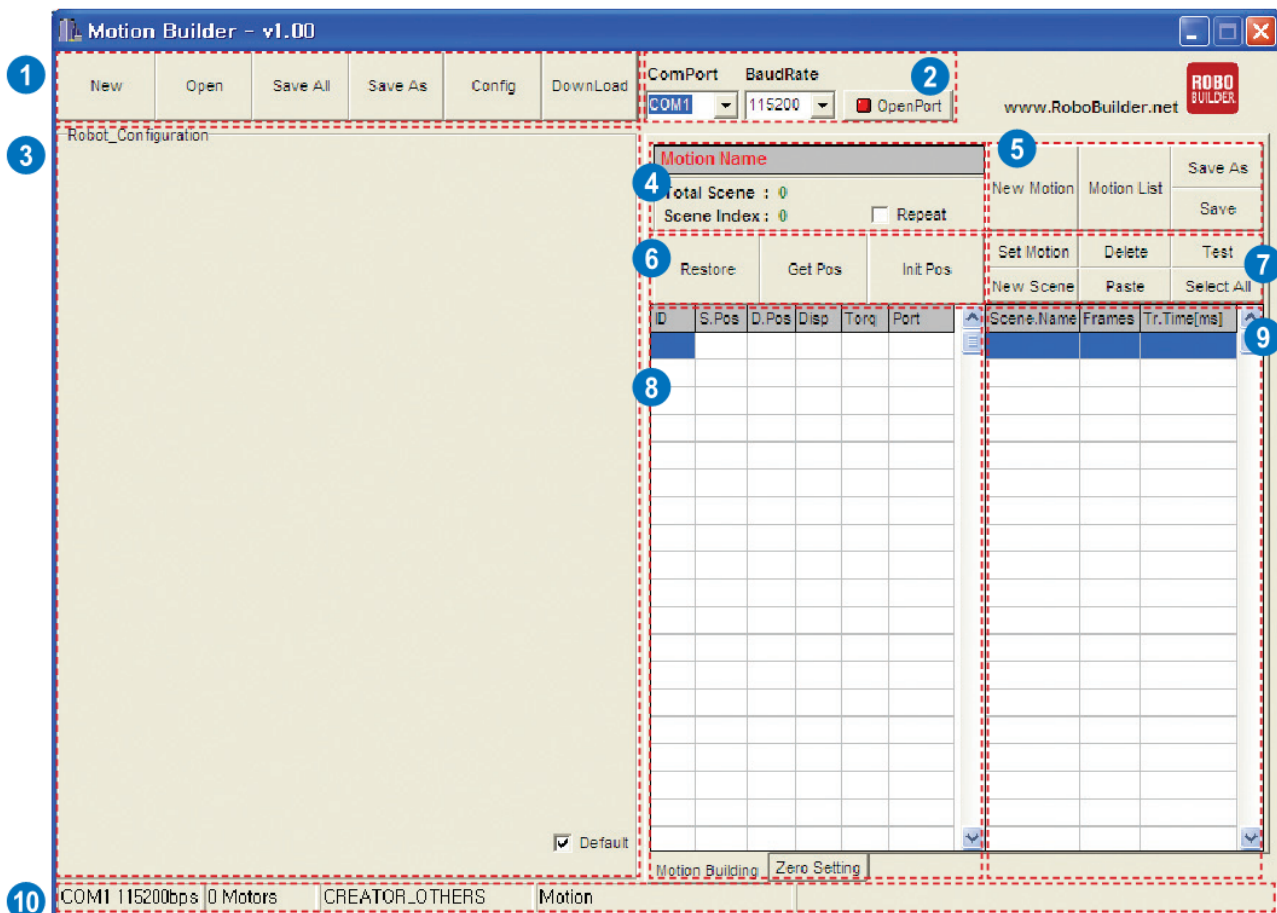 Motion Builder - v1.00
1
New Open Save All Save As Config DownLoad
ComPort BaudRate
2
COM1 115200 OpenPort
www.RoboBuilder.net
ROBO
BUILDER
3
Robot_Configuration
4
Motion Name
Total Scene : 0
Scene Index : 0 Repeat
5
New Motion Motion List
Save As
Save
6
Restore Get Pos Init Pos
7
Set Motion Delete Test
New Scene Paste Select All
8
ID S.Pos D.Pos Disp Torq Port
9
Scene.Name Frames Tr.Time[ms]
Default
Motion Building Zero Setting
10
COM1 115200bps 0 Motors CREATOR_OTHERS Motion